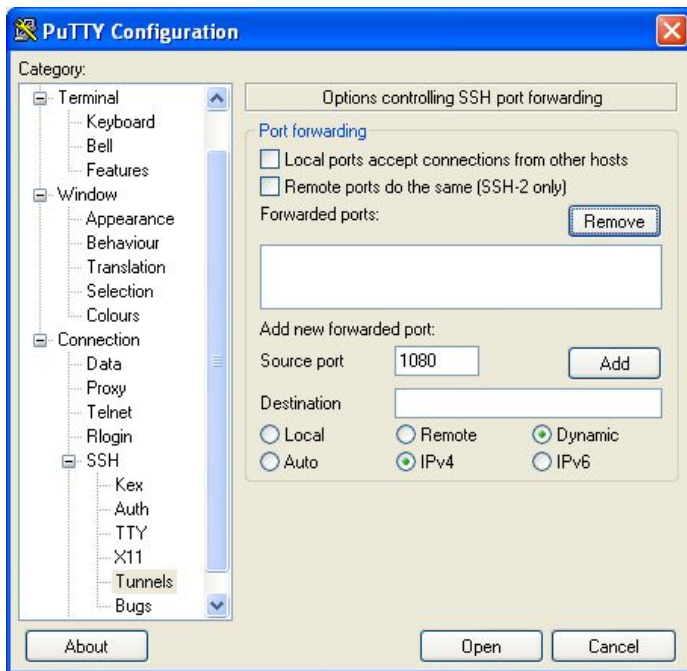 PuTTY Configuration
Category:
Terminal
Keyboard
Bell
Features
Window
Appearance
Behaviour
Translation
Selection
Colours
Connection
Data
Proxy
Telnet
Rlogin
SSH
Kex
Auth
TTY
X11
Tunnels
Bugs
Options controlling SSH port forwarding
Port forwarding
Local ports accept connections from other hosts
Remote ports do the same (SSH-2 only)
Forwarded ports:
Remove
Add new forwarded port:
Source port 1080 Add
Destination
Local Remote Dynamic
Auto IPv4 IPv6
About Open Cancel